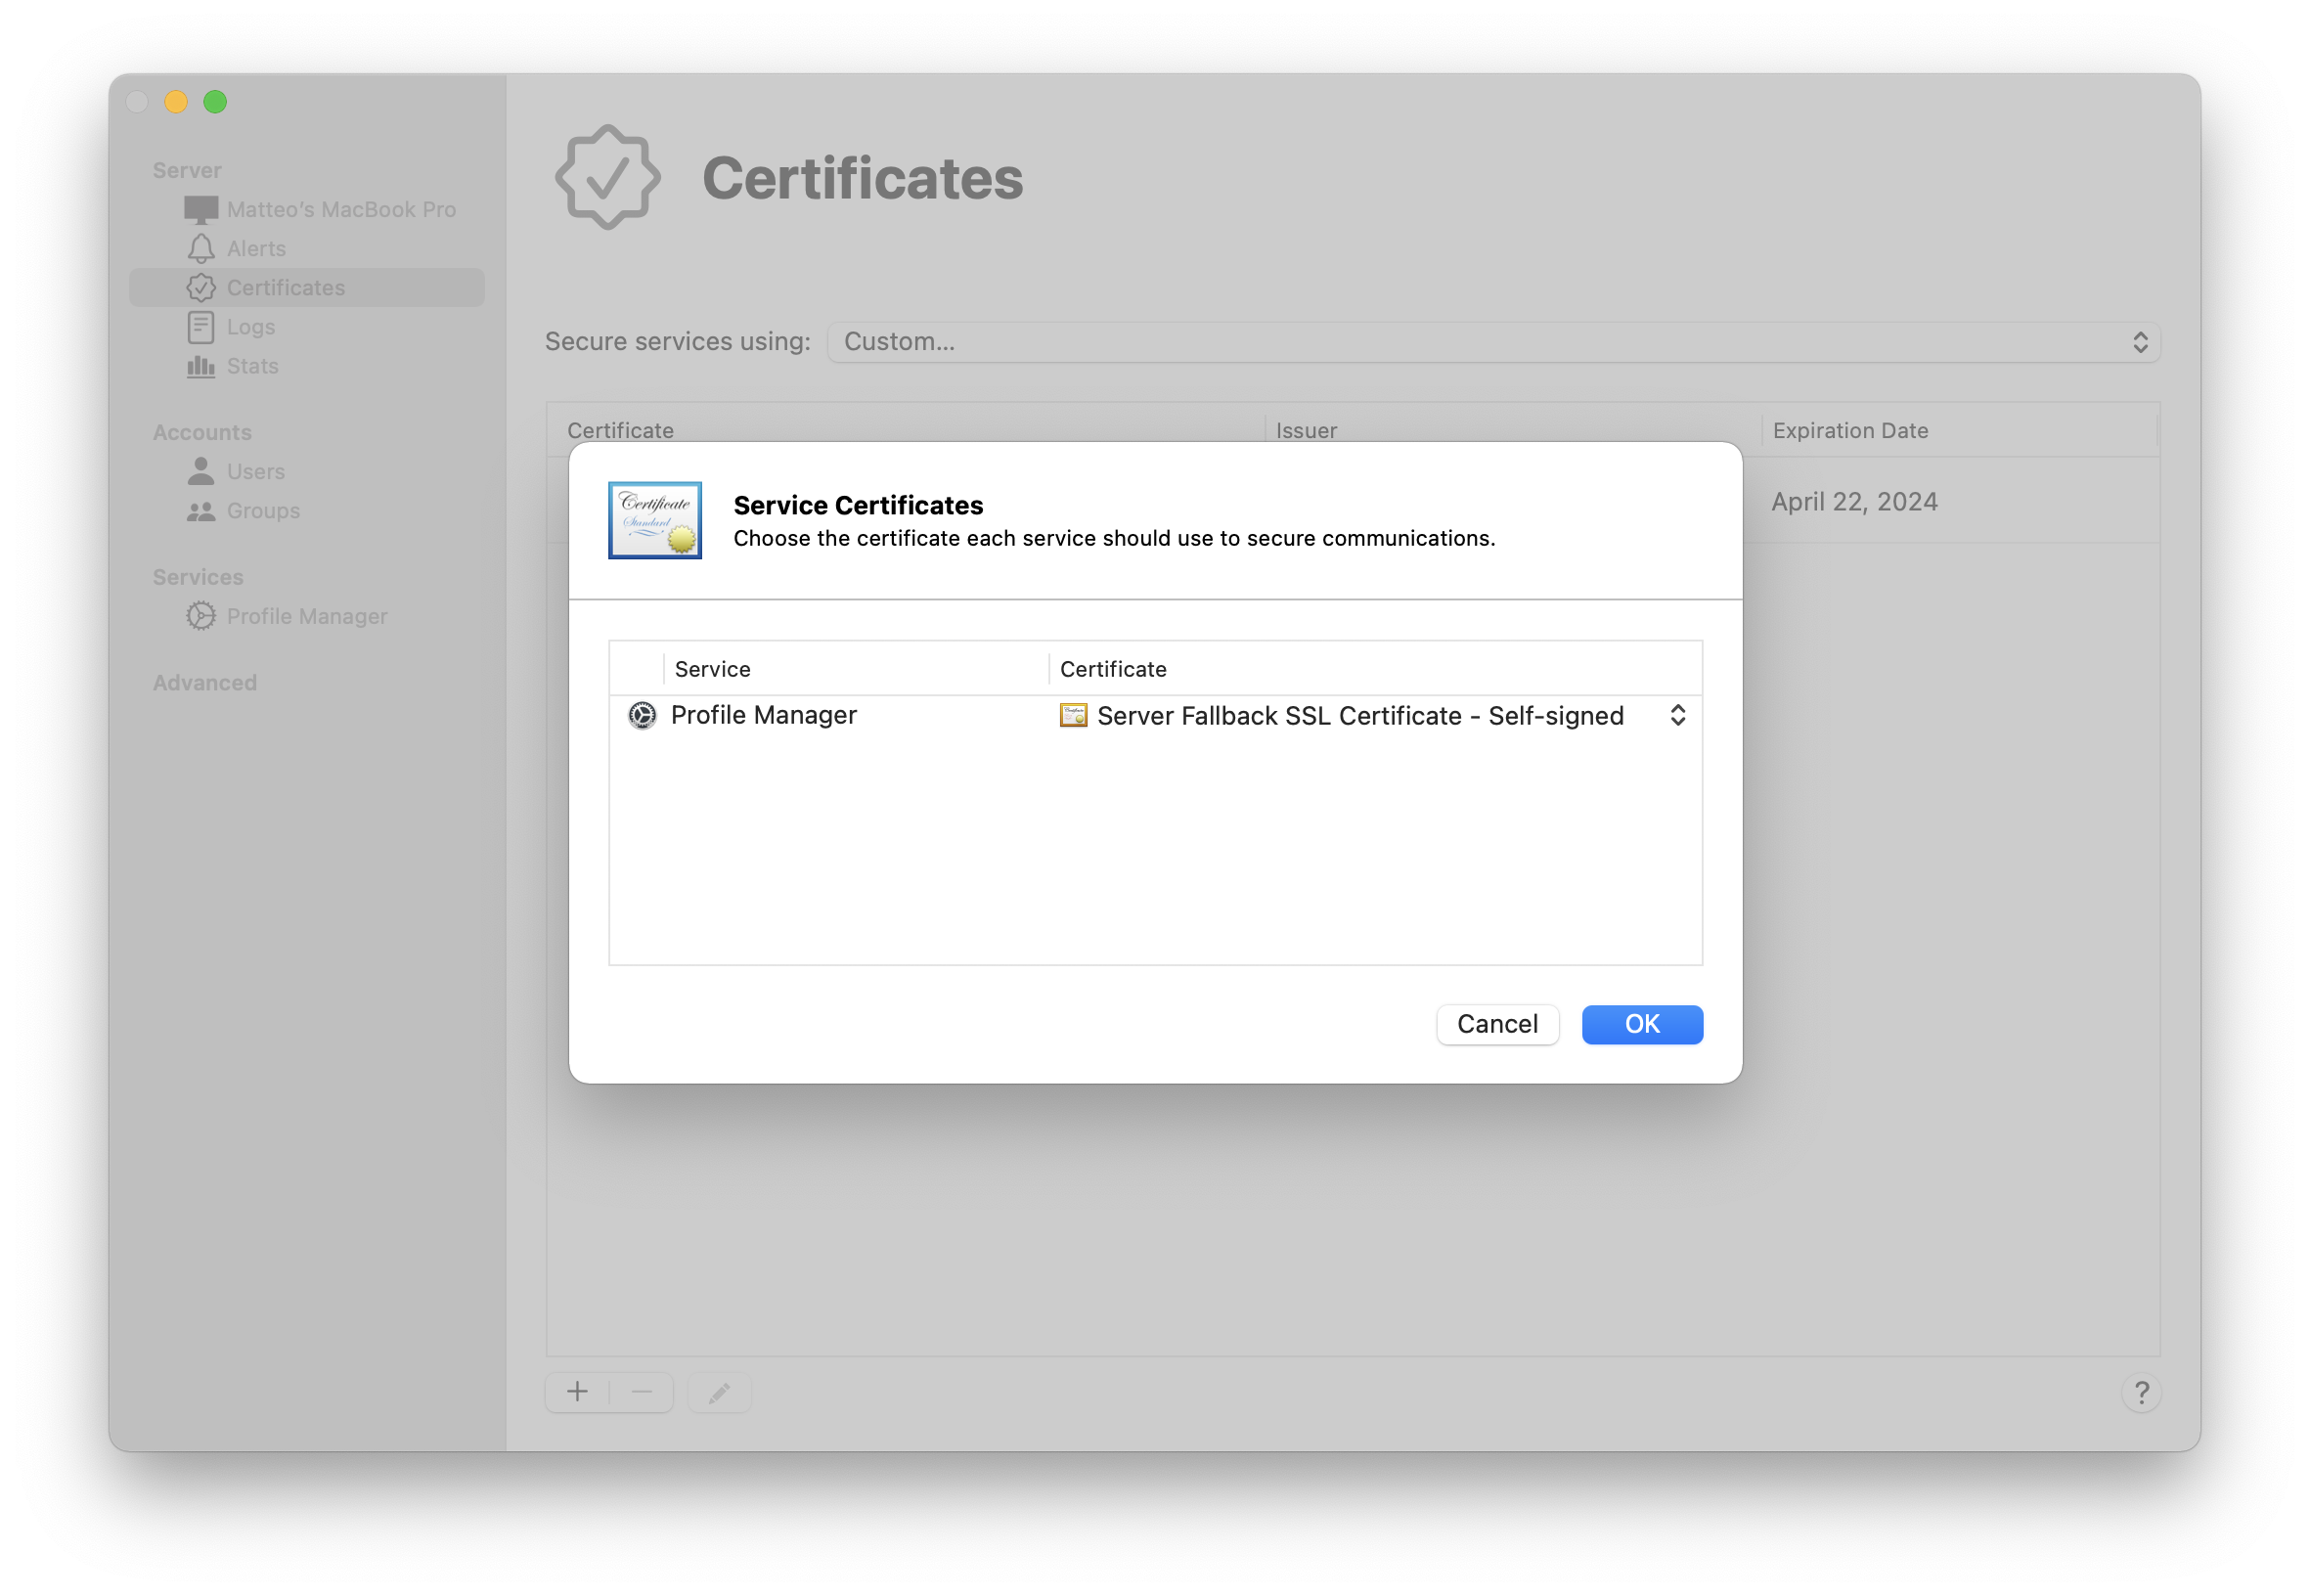 Server
Matteo’s MacBook Pro
Alerts
Certificates
Logs
Stats
Accounts
Users
Groups
Services
Profile Manager
Advanced
Certificates
Secure services using: Custom...
Certificate Issuer Expiration Date
April 22, 2024
Certificate
Standard
Service Certificates
Choose the certificate each service should use to secure communications.
Service Certificate
Profile Manager Server Fallback SSL Certificate - Self-signed
Cancel OK
?